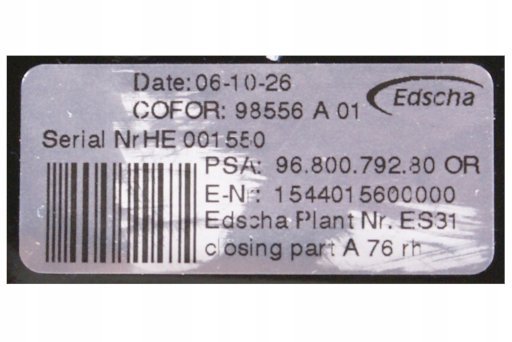 Date: 06-10-26
COFOR: 98556 A 01
Edscha
Serial Nr HE 001550
PSA: 96.800.792.80 OR
E-Nr: 1544015600000
Edscha Plant Nr. ES31
closing part A 76 rh